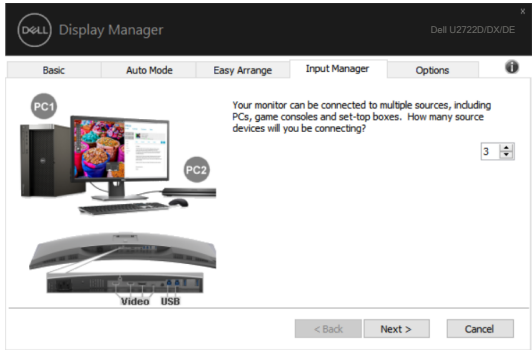 x
DELL Display Manager
Dell U2722D/DX/DE
Basic Auto Mode Easy Arrange Input Manager Options
PC1
Your monitor can be connected to multiple sources, including
PCs, game consoles and set-top boxes. How many source
devices will you be connecting?
3
PC2
Video USB
< Back Next > Cancel